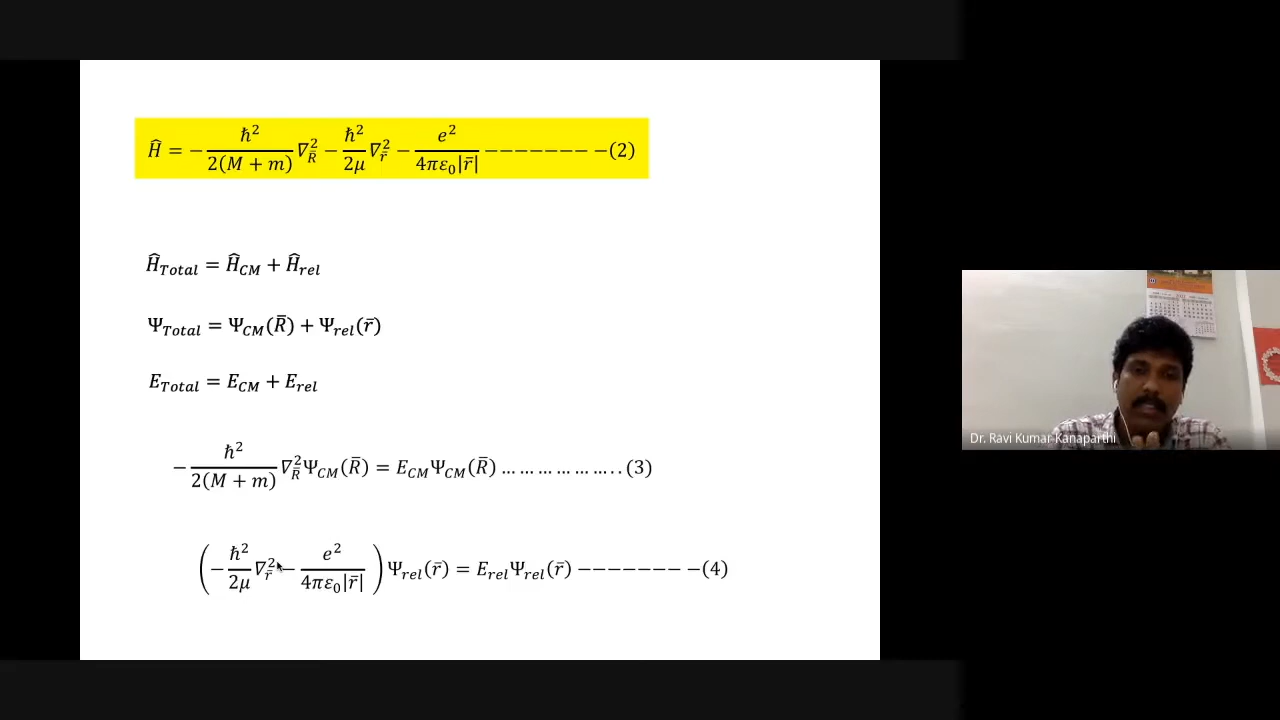 Ĥ = − ħ²/2(M + m) ∇²_R̄ − ħ²/2μ ∇²_r̄ − e²/4πε₀|r̄| −−−−−−− −(2)
Ĥ_Total = Ĥ_CM + Ĥ_rel
Ψ_Total = Ψ_CM(R̄) + Ψ_rel(r̄)
E_Total = E_CM + E_rel
− ħ²/2(M + m) ∇²_R̄ Ψ_CM(R̄) = E_CM Ψ_CM(R̄) … … … … … … . . (3)
(− ħ²/2μ ∇²_r̄ − e²/4πε₀|r̄|) Ψ_rel(r̄) = E_rel Ψ_rel(r̄) −−−−−−− −(4)
Dr. Ravi Kumar Kanaparthi